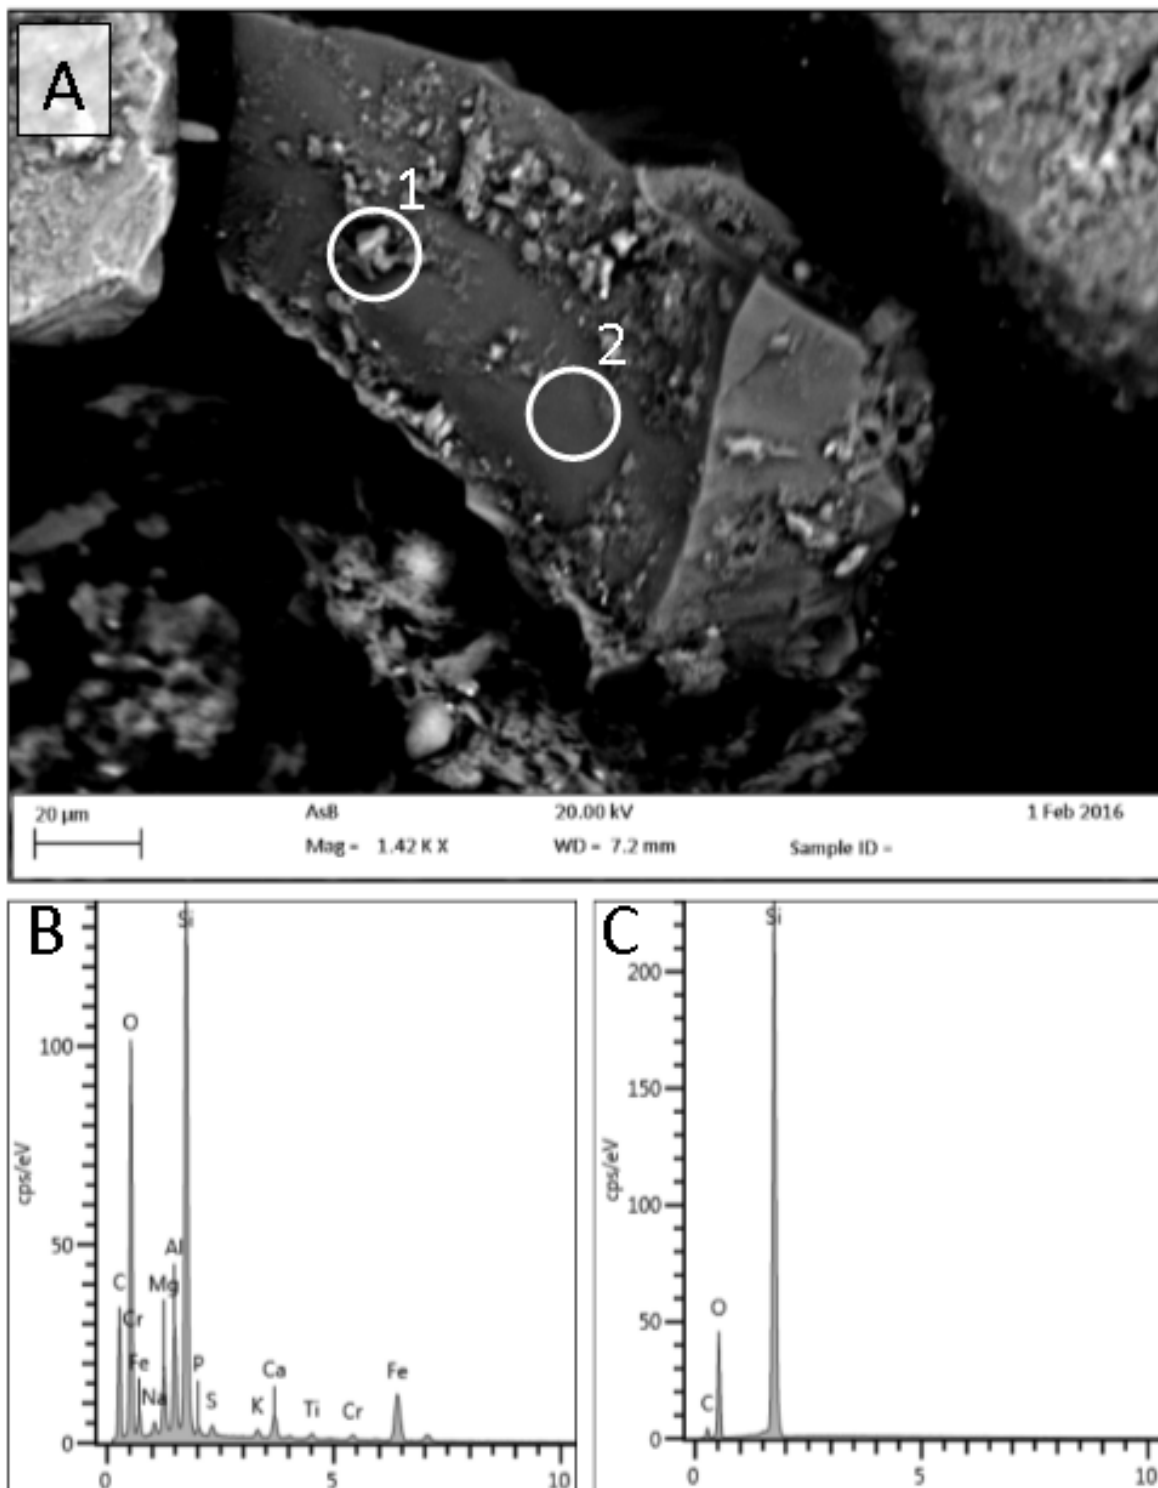 A
1
2
20 µm
AsB
20.00 kV
1 Feb 2016
Mag = 1.42 K X
WD = 7.2 mm
Sample ID =
B
Si
O
100
cps/eV
50
Al
C
Mg
Cr
Fe
P
Ca
Fe
Na
S
K
Ti
Cr
0
0
5
10
C
Si
200
150
cps/eV
100
50
O
C
0
0
5
10